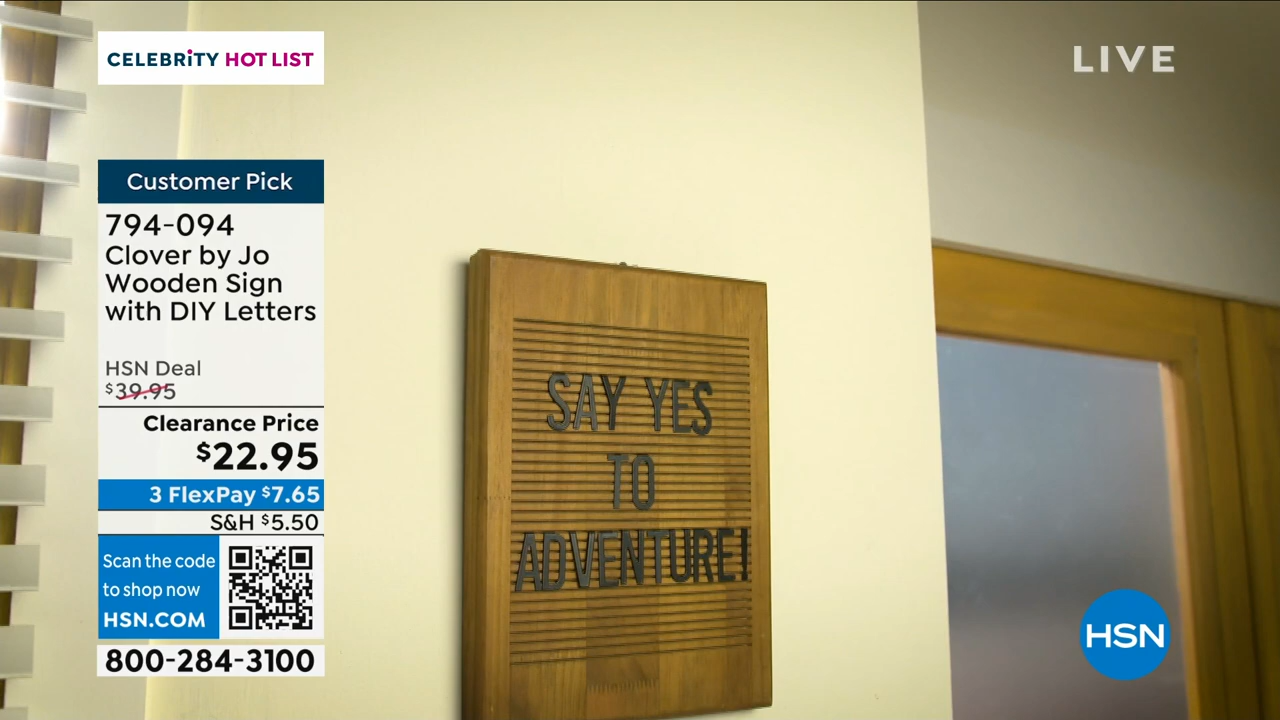 CELEBRITY HOT LIST
LIVE
Customer Pick
794-094
Clover by Jo
Wooden Sign
with DIY Letters
HSN Deal
$39.95
Clearance Price
$22.95
3 FlexPay $7.65
S&H $5.50
Scan the code
to shop now
HSN.COM
800-284-3100
SAY YES
TO
ADVENTURE!
HSN